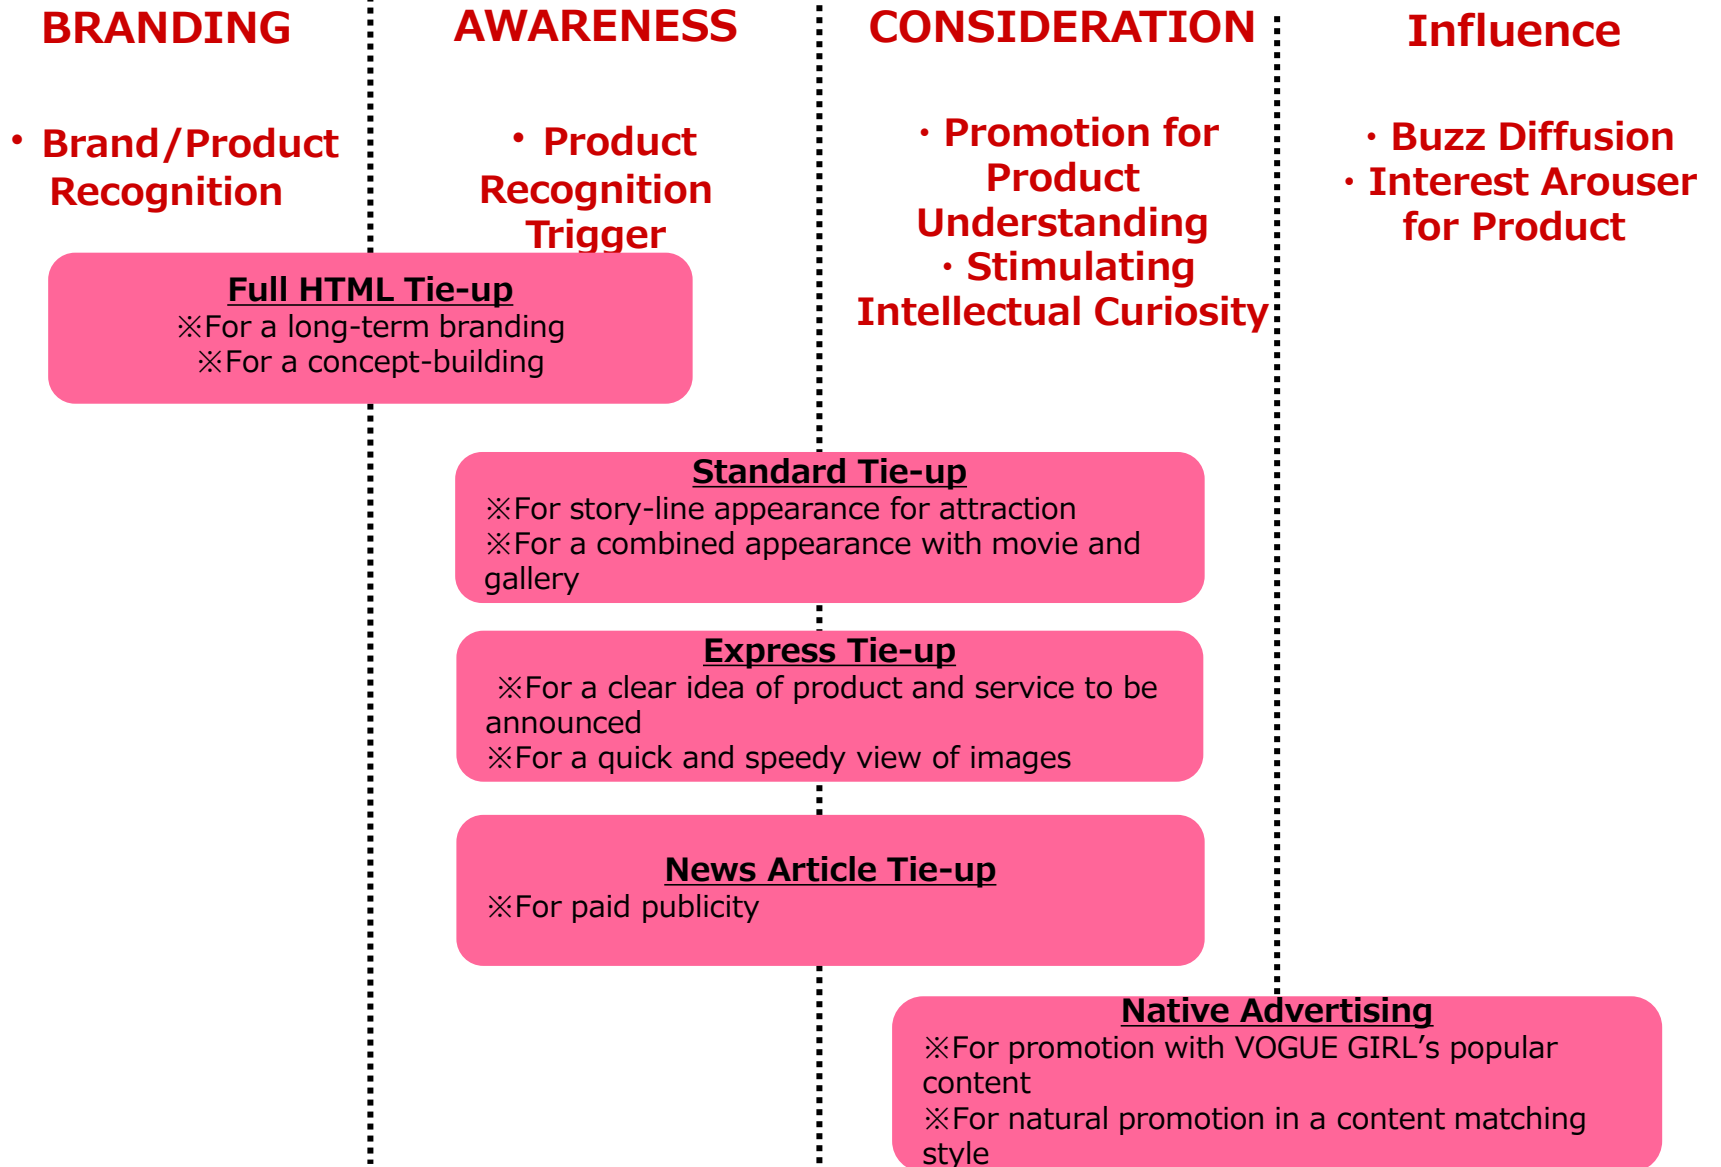 BRANDING
・Brand/Product
Recognition
AWARENESS
・Product
Recognition
Trigger
CONSIDERATION
・Promotion for
Product
Understanding
・Stimulating
Intellectual Curiosity
Influence
・Buzz Diffusion
・Interest Arouser
for Product
Full HTML Tie-up
※For a long-term branding
※For a concept-building
Standard Tie-up
※For story-line appearance for attraction
※For a combined appearance with movie and
gallery
Express Tie-up
※For a clear idea of product and service to be
announced
※For a quick and speedy view of images
News Article Tie-up
※For paid publicity
Native Advertising
※For promotion with VOGUE GIRL’s popular
content
※For natural promotion in a content matching
style